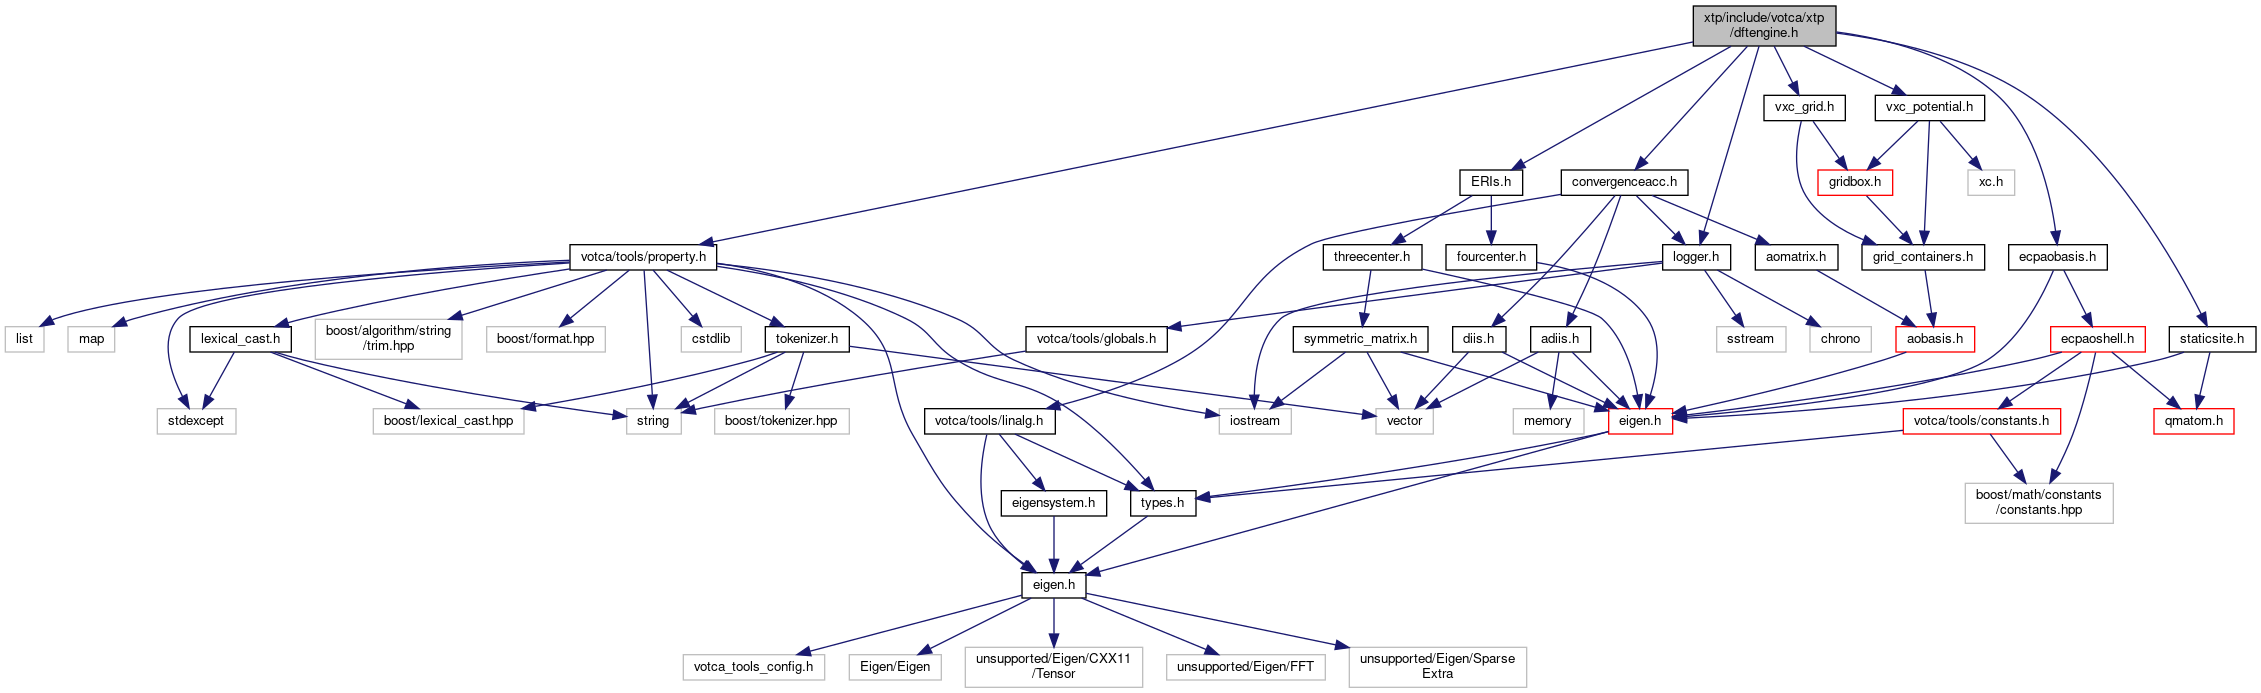 xtp/include/votca/xtp
/dftengine.h
vxc_grid.h
vxc_potential.h
ERIs.h
convergenceacc.h
gridbox.h
xc.h
votca/tools/property.h
threecenter.h
fourcenter.h
logger.h
aomatrix.h
grid_containers.h
ecpaobasis.h
list
map
lexical_cast.h
boost/algorithm/string
/trim.hpp
boost/format.hpp
cstdlib
tokenizer.h
votca/tools/globals.h
symmetric_matrix.h
diis.h
adiis.h
sstream
chrono
aobasis.h
ecpaoshell.h
staticsite.h
stdexcept
boost/lexical_cast.hpp
string
boost/tokenizer.hpp
votca/tools/linalg.h
iostream
vector
memory
eigen.h
votca/tools/constants.h
qmatom.h
eigensystem.h
types.h
boost/math/constants
/constants.hpp
eigen.h
votca_tools_config.h
Eigen/Eigen
unsupported/Eigen/CXX11
/Tensor
unsupported/Eigen/FFT
unsupported/Eigen/Sparse
Extra